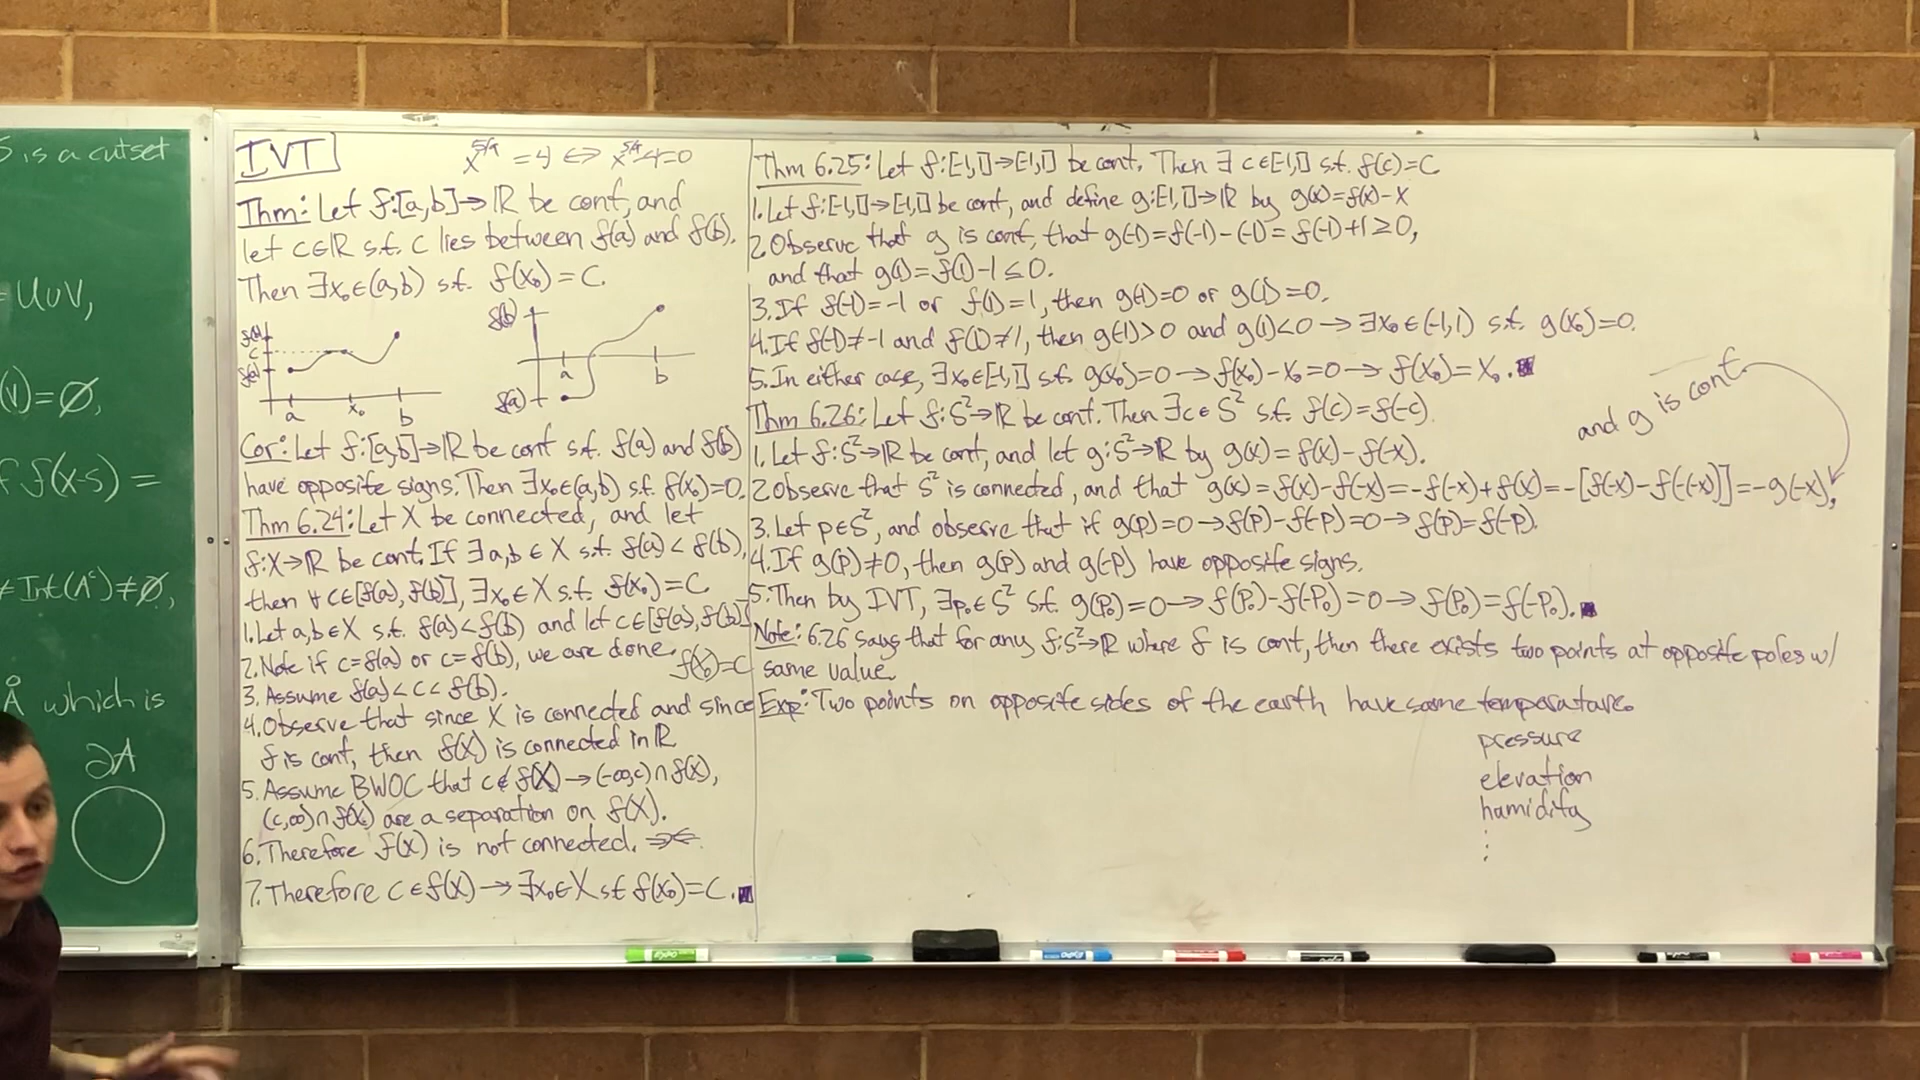 S is a cutset
= U∪V,
(V)=∅,
f f(x-s) =
≠ Int(Aᶜ)≠∅,
Å which is
∂A
IVT
x^5/9 = 4 ⟺ x^5/9-4=0
Thm: Let f:[a,b]→ℝ be cont, and
let c∈ℝ s.t. c lies between f(a) and f(b).
Then ∃x₀∈(a,b) s.t. f(x₀)=C.
f(b)
c
f(a)
a x₀ b
f(b)
a b
f(a)
Cor: Let f:[a,b]→ℝ be cont s.t. f(a) and f(b)
have opposite signs. Then ∃x₀∈(a,b) s.t. f(x₀)=0.
Thm 6.24: Let X be connected, and let
f:X→ℝ be cont. If ∃a,b∈X s.t. f(a)<f(b),
then ∀c∈[f(a),f(b)], ∃x₀∈X s.t. f(x₀)=C
1. Let a,b∈X s.t. f(a)<f(b) and let c∈[f(a),f(b)]
2. Note if c=f(a) or c=f(b), we are done.
f(x₀)=C
3. Assume f(a)<c<f(b).
4. Observe that since X is connected and since
f is cont, then f(X) is connected in ℝ
5. Assume BWOC that c∉f(X)→(-∞,c)∩f(X),
(c,∞)∩f(X) are a separation on f(X).
6. Therefore f(X) is not connected. ⇒⇐
7. Therefore c∈f(X)→∃x₀∈X s.t f(x₀)=C. ■
Thm 6.25: Let f:[-1,1]→[-1,1] be cont. Then ∃ c∈[-1,1] s.t. f(c)=C
1. Let f:[-1,1]→[-1,1] be cont, and define g:[-1,1]→ℝ by g(x)=f(x)-x
2. Observe that g is cont, that g(-1)=f(-1)-(-1)=f(-1)+1≥0,
and that g(1)=f(1)-1≤0.
3. If f(-1)=-1 or f(1)=1, then g(-1)=0 or g(1)=0.
4. If f(-1)≠-1 and f(1)≠1, then g(-1)>0 and g(1)<0→∃x₀∈(-1,1) s.t. g(x₀)=0.
5. In either case, ∃x₀∈[-1,1] s.t. g(x₀)=0→f(x₀)-x₀=0→f(x₀)=x₀. ■
Thm 6.26: Let f:S²→ℝ be cont. Then ∃c∈S² s.t. f(c)=f(-c).
and g is cont.
1. Let f:S²→ℝ be cont, and let g:S²→ℝ by g(x)=f(x)-f(-x).
2. Observe that S² is connected, and that g(x)=f(x)-f(-x)=-f(-x)+f(x)=-[f(-x)-f(-(-x))]=-g(-x),
3. Let p∈S², and observe that if g(p)=0→f(p)-f(-p)=0→f(p)=f(-p).
4. If g(p)≠0, then g(p) and g(-p) have opposite signs.
5. Then by IVT, ∃p₀∈S² s.t. g(p₀)=0→f(p₀)-f(-p₀)=0→f(p₀)=f(-p₀). ■
Note: 6.26 says that for any f:S²→ℝ where f is cont, then there exists two points at opposite poles w/
same value.
Exp: Two points on opposite sides of the earth have same temperature.
pressure
elevation
humidity
⋮